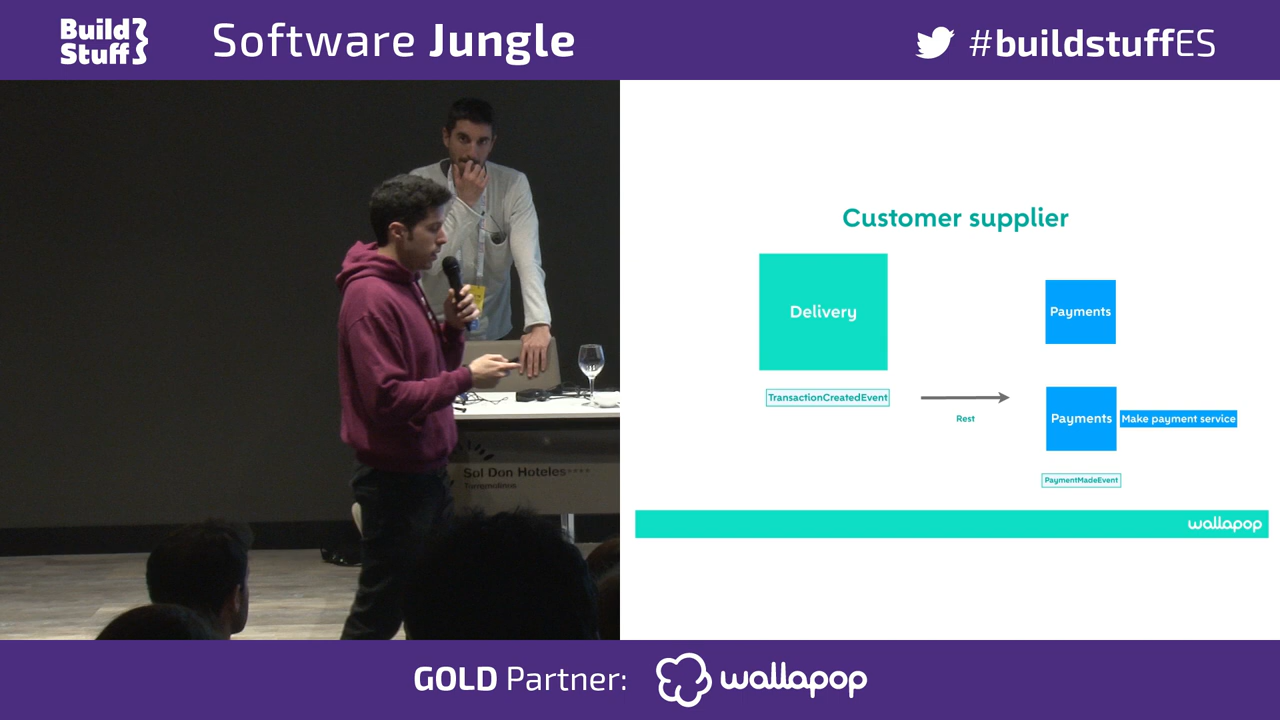 Build
Stuff
Software Jungle
#buildstuffES
Customer supplier
Delivery
Payments
TransactionCreatedEvent
Rest
Payments
Make payment service
PaymentMadeEvent
wallapop
Sol Don Hoteles****
Torremolinos
GOLD Partner:
wallapop